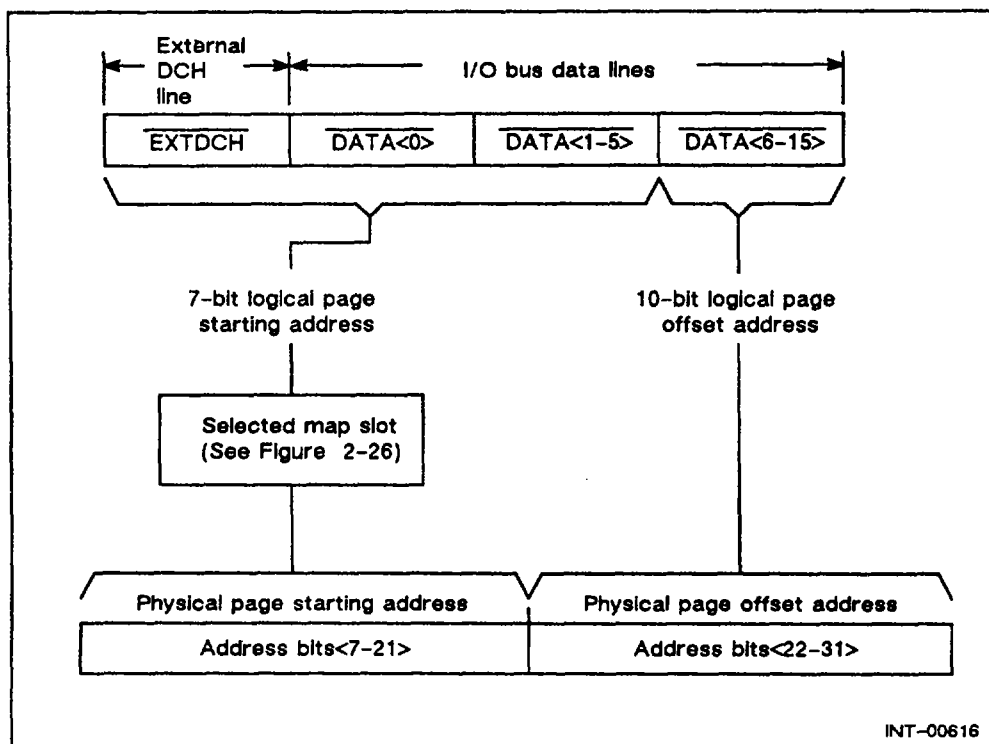 External
DCH
line
I/O bus data lines
EXTDCH
DATA<0>
DATA<1-5>
DATA<6-15>
7-bit logical page
starting address
10-bit logical page
offset address
Selected map slot
(See Figure 2-26)
Physical page starting address
Physical page offset address
Address bits<7-21>
Address bits<22-31>
INT-00616